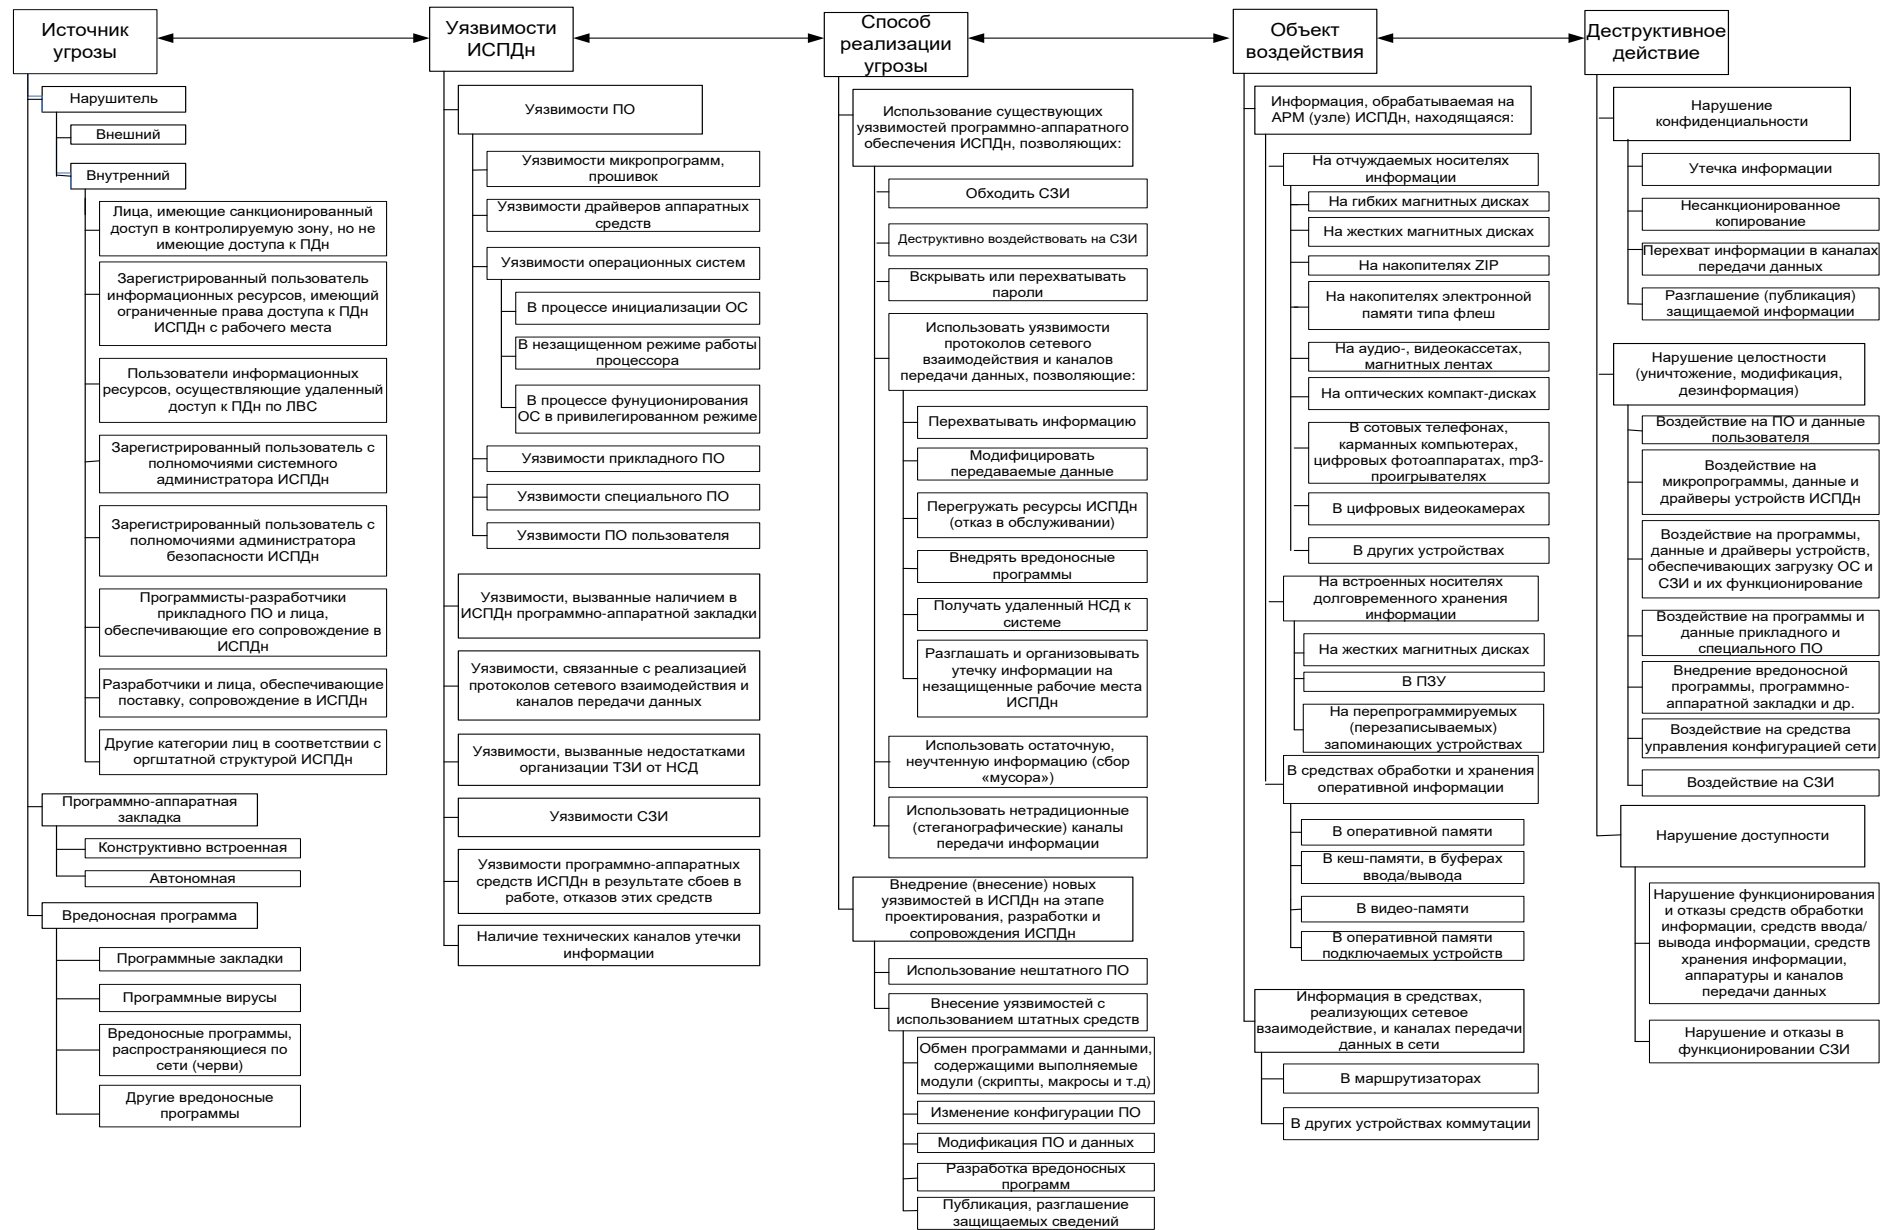 Источник
угрозы
Нарушитель
Внешний
Внутренний
Лица, имеющие санкционированный
доступ в контролируемую зону, но не
имеющие доступа к ПДн
Зарегистрированный пользователь
информационных ресурсов, имеющий
ограниченные права доступа к ПДн
ИСПДн с рабочего места
Пользователи информационных
ресурсов, осуществляющие удаленный
доступ к ПДн по ЛВС
Зарегистрированный пользователь с
полномочиями системного
администратора ИСПДн
Зарегистрированный пользователь с
полномочиями администратора
безопасности ИСПДн
Программисты-разработчики
прикладного ПО и лица,
обеспечивающие его сопровождение в
ИСПДн
Разработчики и лица, обеспечивающие
поставку, сопровождение в ИСПДн
Другие категории лиц в соответствии с
оргштатной структурой ИСПДн
Программно-аппаратная
закладка
Конструктивно встроенная
Автономная
Вредоносная программа
Программные закладки
Программные вирусы
Вредоносные программы,
распространяющиеся по
сети (черви)
Другие вредоносные
программы
Уязвимости
ИСПДн
Уязвимости ПО
Уязвимости микропрограмм,
прошивок
Уязвимости драйверов аппаратных
средств
Уязвимости операционных систем
В процессе инициализации ОС
В незащищенном режиме работы
процессора
В процессе фунуционирования
ОС в привилегированном режиме
Уязвимости прикладного ПО
Уязвимости специального ПО
Уязвимости ПО пользователя
Уязвимости, вызванные наличием в
ИСПДн программно-аппаратной закладки
Уязвимости, связанные с реализацией
протоколов сетевого взаимодействия и
каналов передачи данных
Уязвимости, вызванные недостатками
организации ТЗИ от НСД
Уязвимости СЗИ
Уязвимости программно-аппаратных
средств ИСПДн в результате сбоев в
работе, отказов этих средств
Наличие технических каналов утечки
информации
Способ
реализации
угрозы
Использование существующих
уязвимостей программно-аппаратного
обеспечения ИСПДн, позволяющих:
Обходить СЗИ
Деструктивно воздействовать на СЗИ
Вскрывать или перехватывать
пароли
Использовать уязвимости
протоколов сетевого
взаимодействия и каналов
передачи данных, позволяющие:
Перехватывать информацию
Модифицировать
передаваемые данные
Перегружать ресурсы ИСПДн
(отказ в обслуживании)
Внедрять вредоносные
программы
Получать удаленный НСД к
системе
Разглашать и организовывать
утечку информации на
незащищенные рабочие места
ИСПДн
Использовать остаточную,
неучтенную информацию (сбор
«мусора»)
Использовать нетрадиционные
(стеганографические) каналы
передачи информации
Внедрение (внесение) новых
уязвимостей в ИСПДн на этапе
проектирования, разработки и
сопровождения ИСПДн
Использование нештатного ПО
Внесение уязвимостей с
использованием штатных средств
Обмен программами и данными,
содержащими выполняемые
модули (скрипты, макросы и т.д)
Изменение конфигурации ПО
Модификация ПО и данных
Разработка вредоносных
программ
Публикация, разглашение
защищаемых сведений
Объект
воздействия
Информация, обрабатываемая на
АРМ (узле) ИСПДн, находящаяся:
На отчуждаемых носителях
информации
На гибких магнитных дисках
На жестких магнитных дисках
На накопителях ZIP
На накопителях электронной
памяти типа флеш
На аудио-, видеокассетах,
магнитных лентах
На оптических компакт-дисках
В сотовых телефонах,
карманных компьютерах,
цифровых фотоаппаратах, mp3-
проигрывателях
В цифровых видеокамерах
В других устройствах
На встроенных носителях
долговременного хранения
информации
На жестких магнитных дисках
В ПЗУ
На перепрограммируемых
(перезаписываемых)
запоминающих устройствах
В средствах обработки и хранения
оперативной информации
В оперативной памяти
В кеш-памяти, в буферах
ввода/вывода
В видео-памяти
В оперативной памяти
подключаемых устройств
Информация в средствах,
реализующих сетевое
взаимодействие, и каналах передачи
данных в сети
В маршрутизаторах
В других устройствах коммутации
Деструктивное
действие
Нарушение
конфиденциальности
Утечка информации
Несанкционированное
копирование
Перехват информации в каналах
передачи данных
Разглашение (публикация)
защищаемой информации
Нарушение целостности
(уничтожение, модификация,
дезинформация)
Воздействие на ПО и данные
пользователя
Воздействие на
микропрограммы, данные и
драйверы устройств ИСПДн
Воздействие на программы,
данные и драйверы устройств,
обеспечивающих загрузку ОС и
СЗИ и их функционирование
Воздействие на программы и
данные прикладного и
специального ПО
Внедрение вредоносной
программы, программно-
аппаратной закладки и др.
Воздействие на средства
управления конфигурацией сети
Воздействие на СЗИ
Нарушение доступности
Нарушение функционирования
и отказы средств обработки
информации, средств ввода/
вывода информации, средств
хранения информации,
аппаратуры и каналов
передачи данных
Нарушение и отказы в
функционировании СЗИ